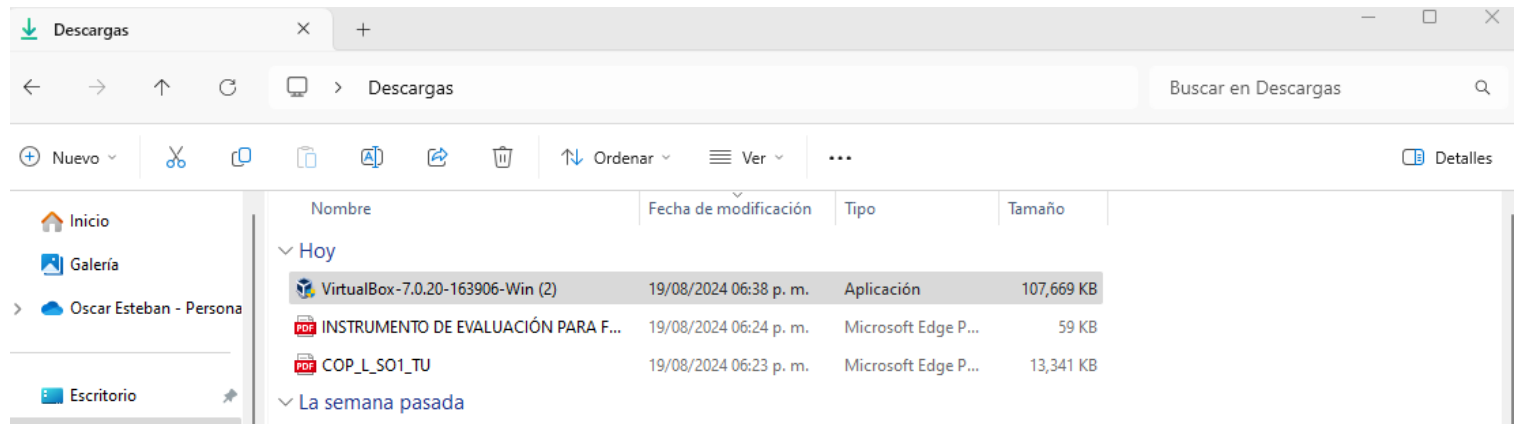 Descargas
Descargas
Buscar en Descargas
Nuevo
Ordenar
Ver
Detalles
Inicio
Galería
Oscar Esteban - Persona
Escritorio
Nombre Fecha de modificación Tipo Tamaño
Hoy
VirtualBox-7.0.20-163906-Win (2) 19/08/2024 06:38 p. m. Aplicación 107,669 KB
PDF INSTRUMENTO DE EVALUACIÓN PARA F... 19/08/2024 06:24 p. m. Microsoft Edge P... 59 KB
PDF COP_L_SO1_TU 19/08/2024 06:23 p. m. Microsoft Edge P... 13,341 KB
La semana pasada